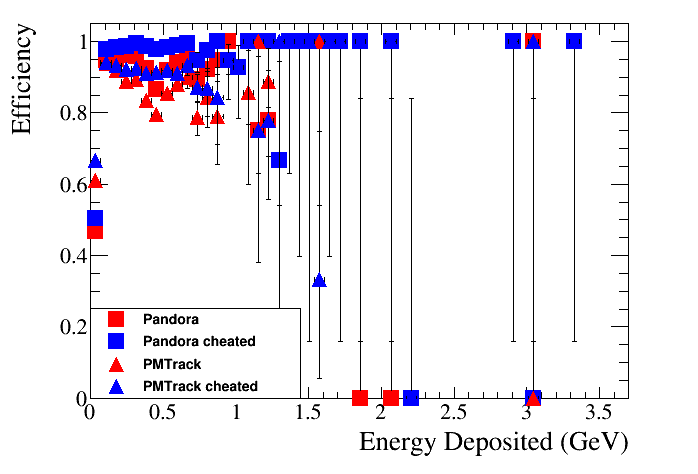 Efficiency
1
0.8
0.6
0.4
0.2
0
Pandora
Pandora cheated
PMTrack
PMTrack cheated
0 0.5 1 1.5 2 2.5 3 3.5
Energy Deposited (GeV)